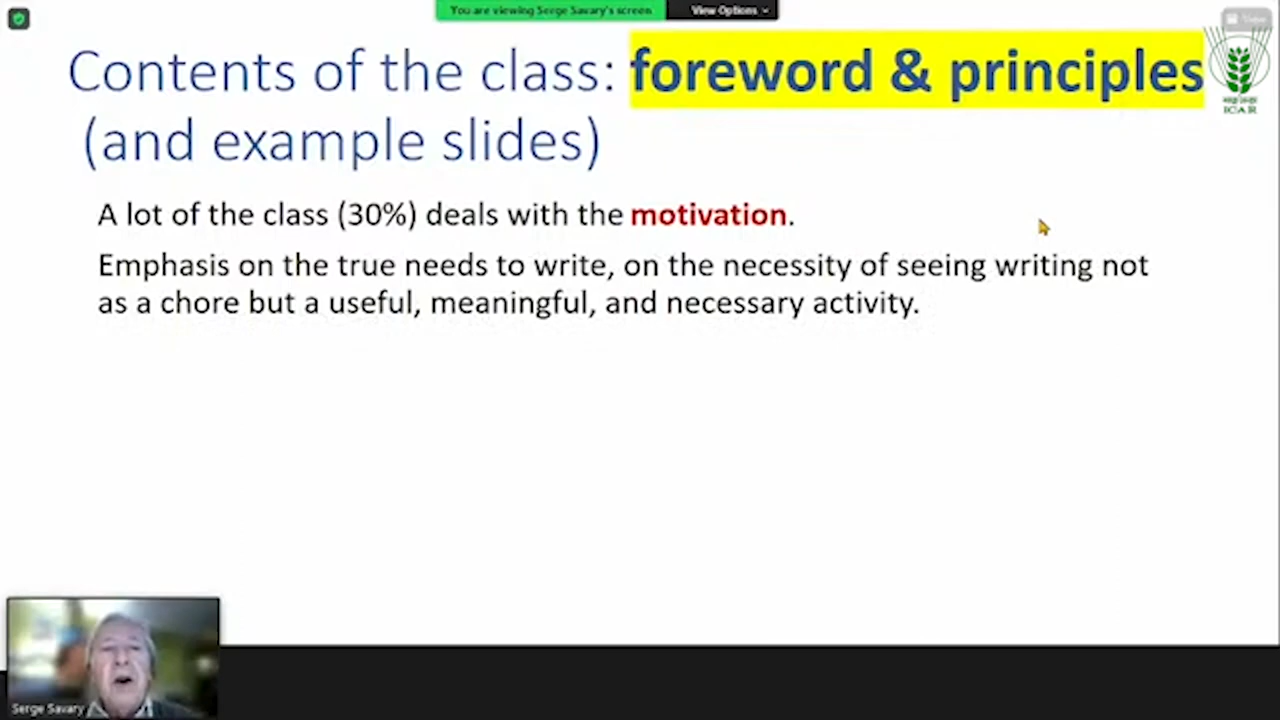 You are viewing Serge Savary's screen
View Options
View
Contents of the class: foreword & principles
(and example slides)
ICAR
A lot of the class (30%) deals with the motivation.
Emphasis on the true needs to write, on the necessity of seeing writing not
as a chore but a useful, meaningful, and necessary activity.
Serge Savary